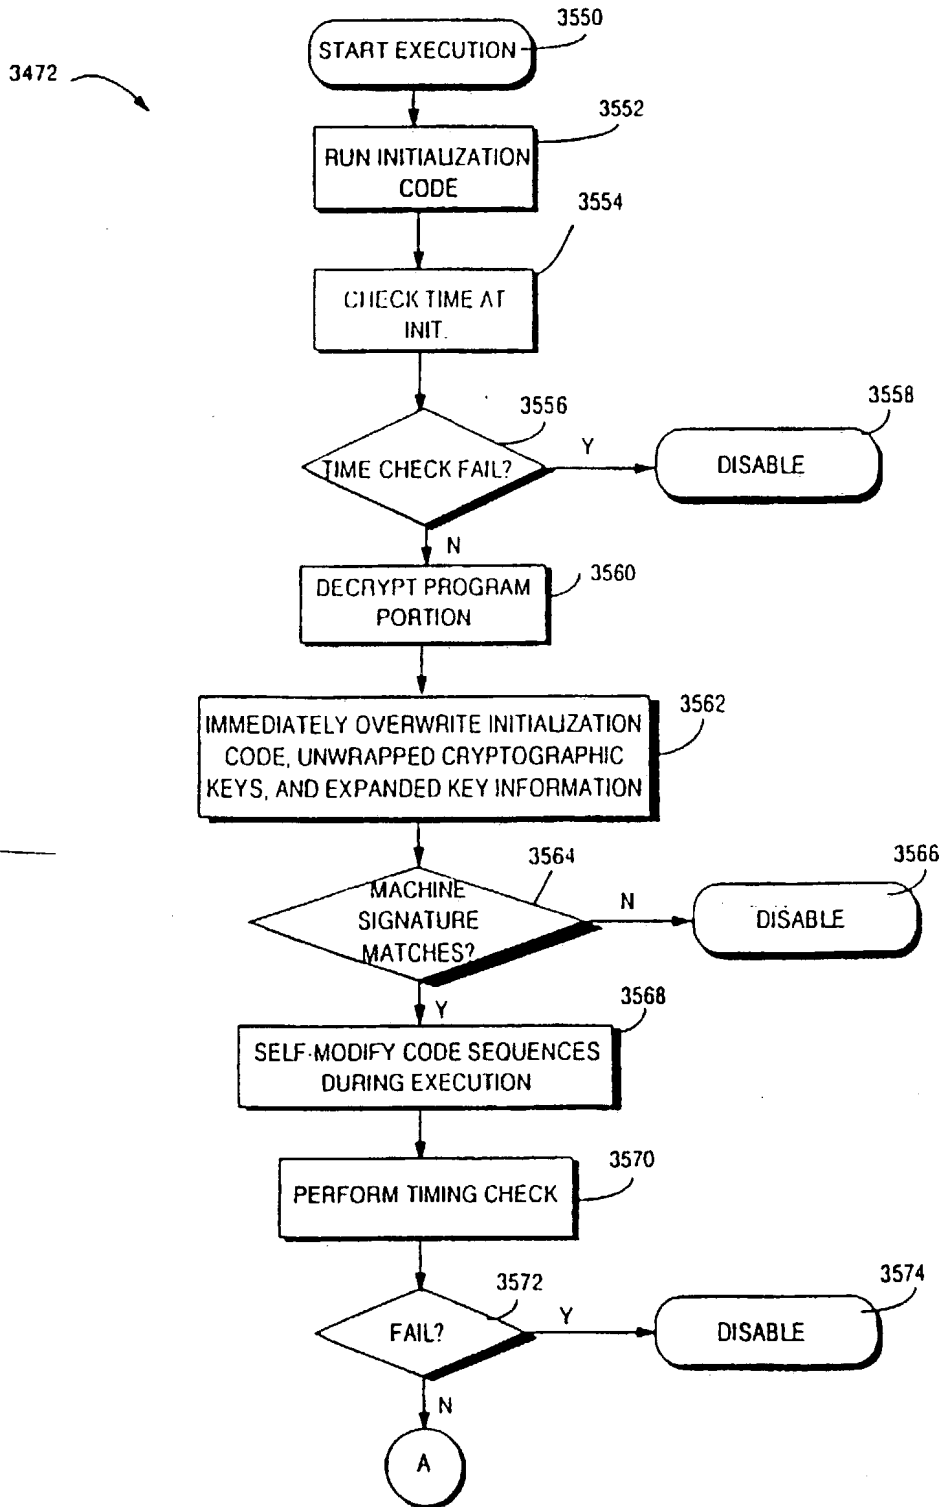 3550
START EXECUTION
3472
3552
RUN INITIALIZATION
CODE
3554
CHECK TIME AT
INIT.
3556
TIME CHECK FAIL?
Y
3558
DISABLE
N
3560
DECRYPT PROGRAM
PORTION
3562
IMMEDIATELY OVERWRITE INITIALIZATION
CODE, UNWRAPPED CRYPTOGRAPHIC
KEYS, AND EXPANDED KEY INFORMATION
3564
MACHINE
SIGNATURE
MATCHES?
N
3566
DISABLE
Y
3568
SELF-MODIFY CODE SEQUENCES
DURING EXECUTION
3570
PERFORM TIMING CHECK
3572
FAIL?
Y
3574
DISABLE
N
A